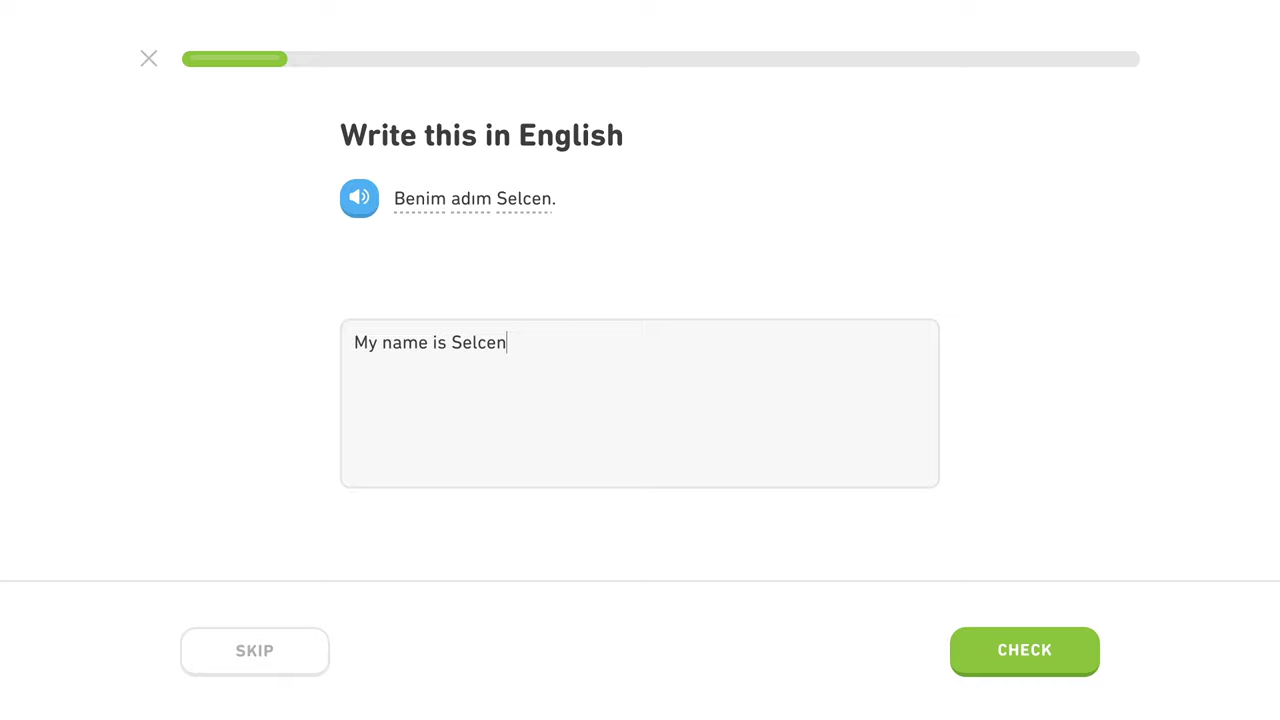 Write this in English
Benim adım Selcen.
My name is Selcen
SKIP
CHECK